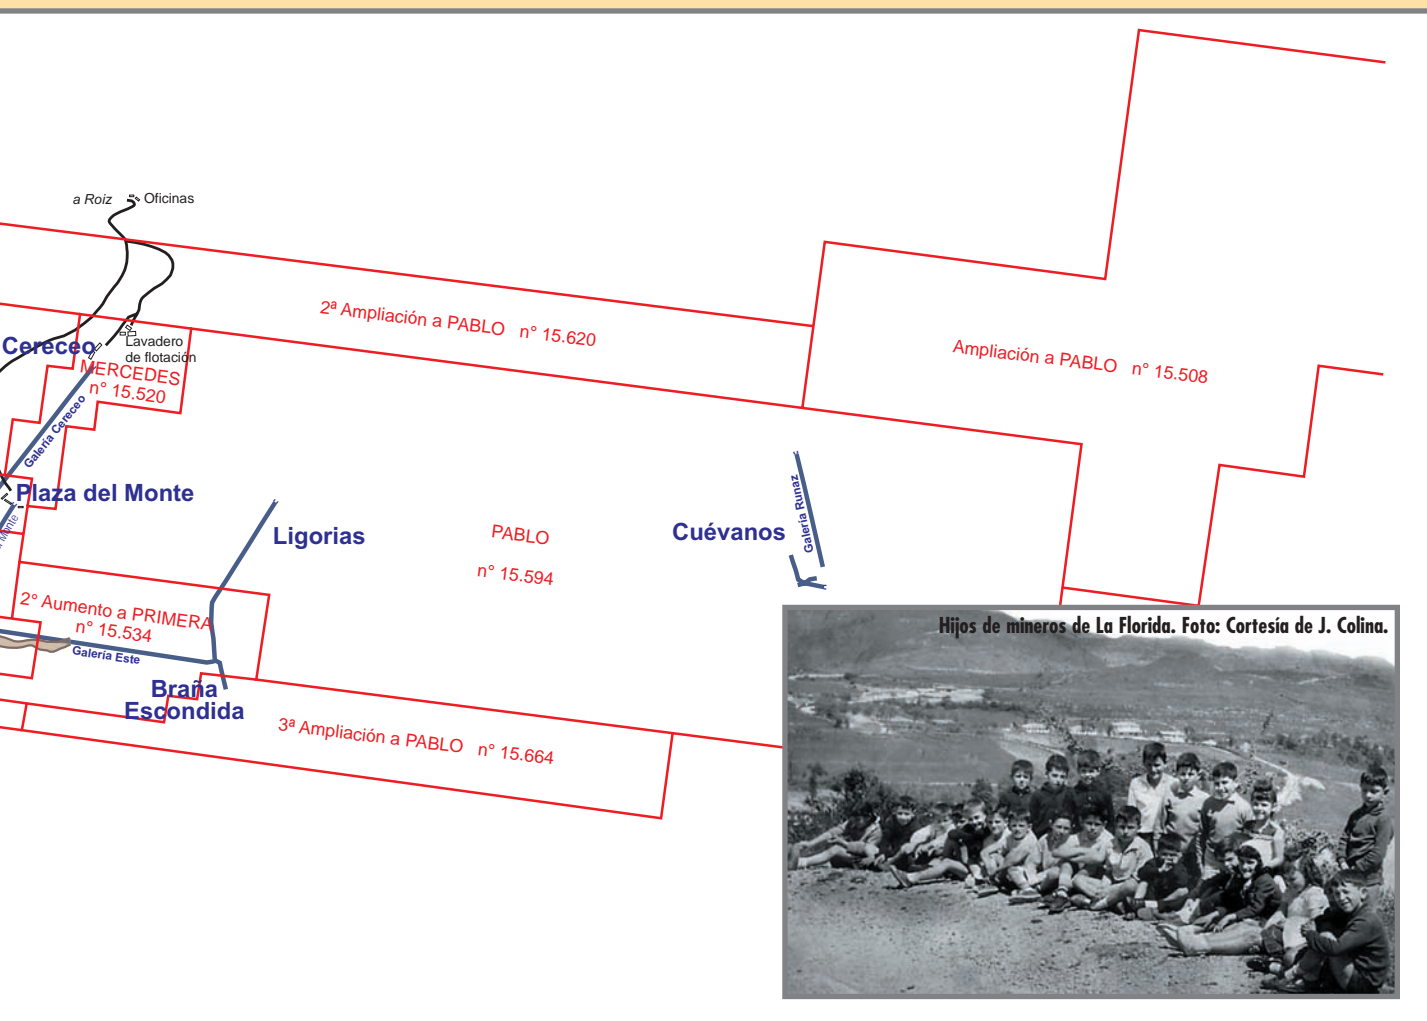 a Roiz
Oficinas
2ª Ampliación a PABLO n° 15.620
Ampliación a PABLO n° 15.508
Cereceo
Lavadero
de flotación
MERCEDES
n° 15.520
Galería Cereceo
Plaza del Monte
Monte
Ligorias
PABLO
n° 15.594
Cuévanos
Galería Runaz
2° Aumento a PRIMERA
n° 15.534
Galería Este
Braña
Escondida
3ª Ampliación a PABLO n° 15.664
Hijos de mineros de La Florida. Foto: Cortesía de J. Colina.